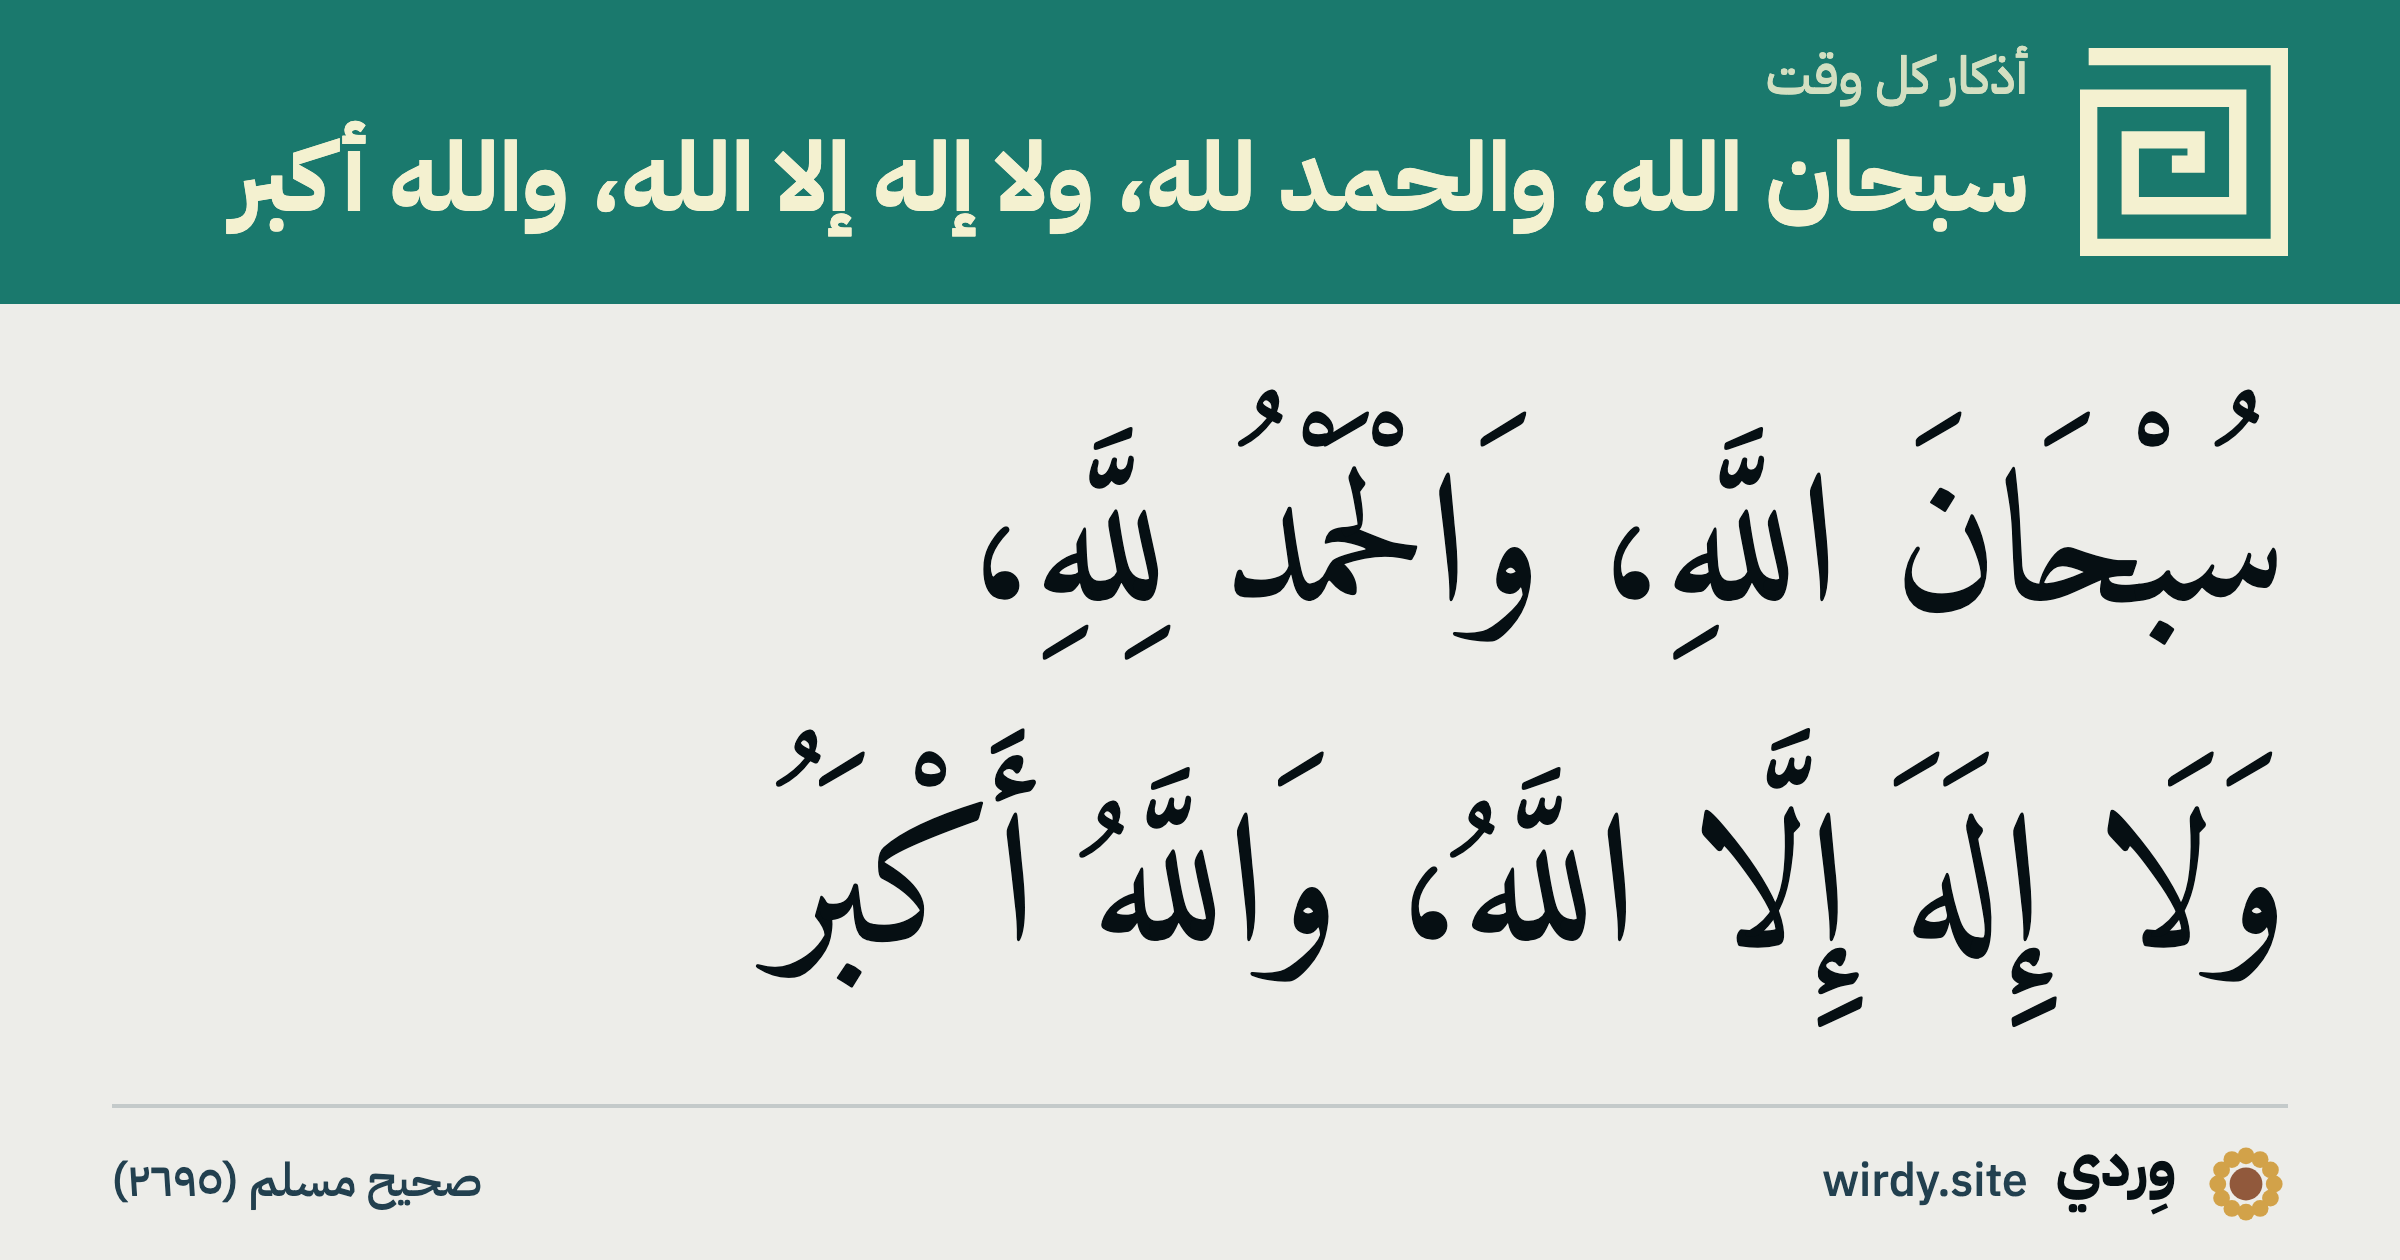 أذكار كل وقت
سبحان الله، والحمد لله، ولا إله إلا الله، والله أكبر
سُبْحَانَ اللَّهِ، وَالْحَمْدُ لِلَّهِ،
وَلَا إِلَهَ إِلَّا اللَّهُ، وَاللَّهُ أَكْبَرُ
وِردي wirdy.site
صحيح مسلم (٢٦٩٥)